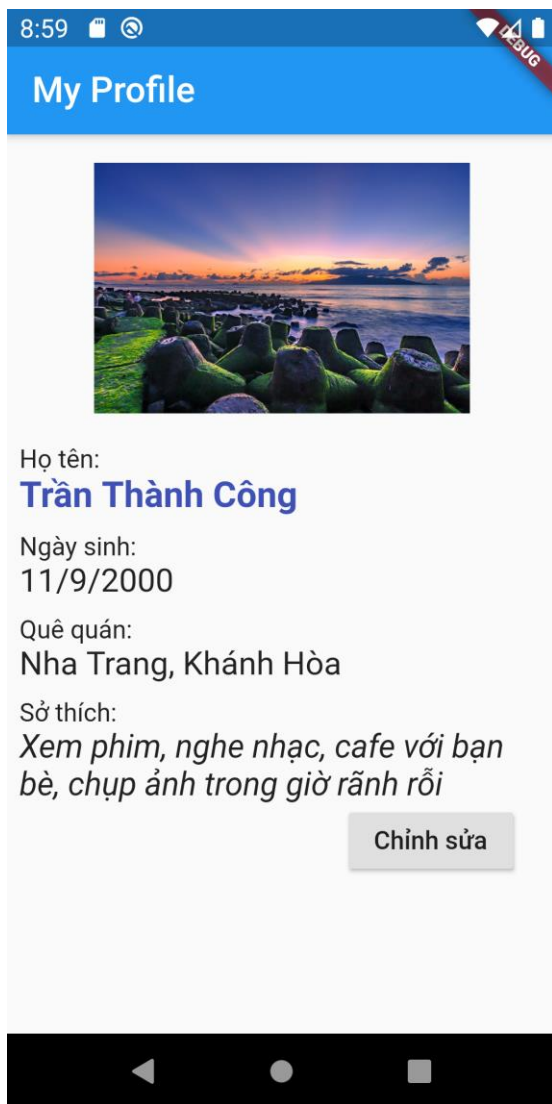 8:59
DEBUG
My Profile
Họ tên:
Trần Thành Công
Ngày sinh:
11/9/2000
Quê quán:
Nha Trang, Khánh Hòa
Sở thích:
Xem phim, nghe nhạc, cafe với bạn
bè, chụp ảnh trong giờ rãnh rỗi
Chỉnh sửa